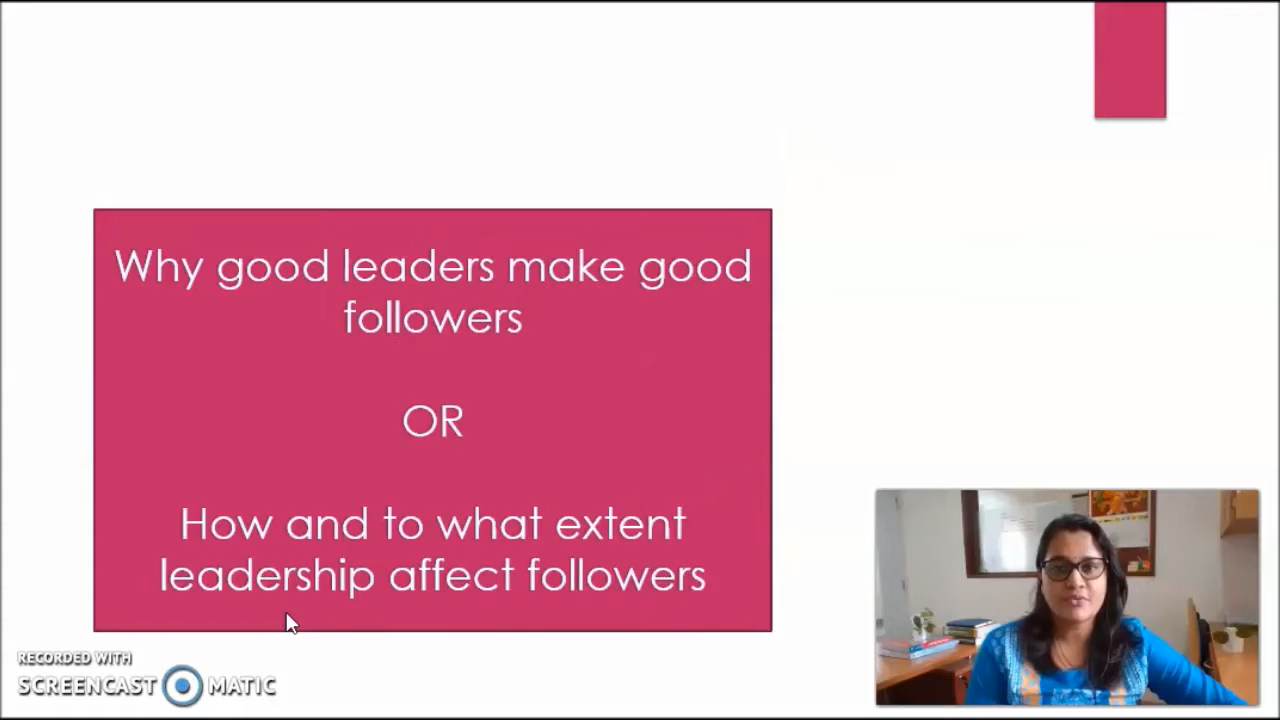 Why good leaders make good
followers
OR
How and to what extent
leadership affect followers
RECORDED WITH
SCREENCAST MATIC